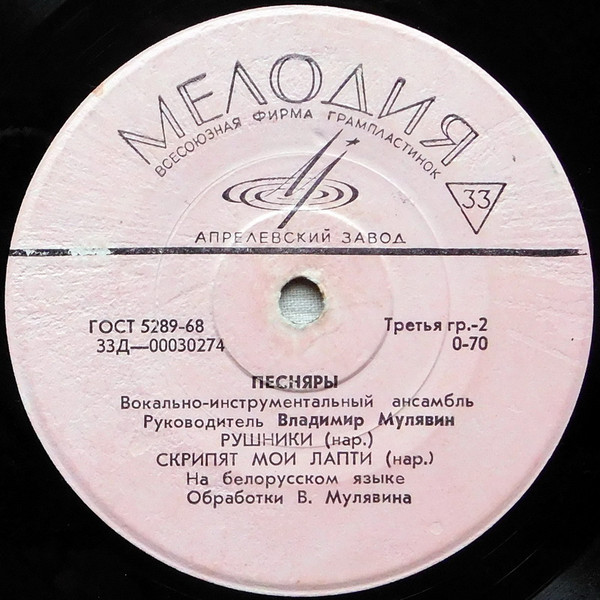 МЕЛОДИЯ
ВСЕСОЮЗНАЯ ФИРМА ГРАМПЛАСТИНОК
33
АПРЕЛЕВСКИЙ ЗАВОД
ГОСТ 5289-68
Третья гр.-2
33Д—00030274
0-70
ПЕСНЯРЫ
Вокально-инструментальный ансамбль
Руководитель Владимир Мулявин
РУШНИКИ (нар.)
СКРИПЯТ МОИ ЛАПТИ (нар.)
На белорусском языке
Обработки В. Мулявина